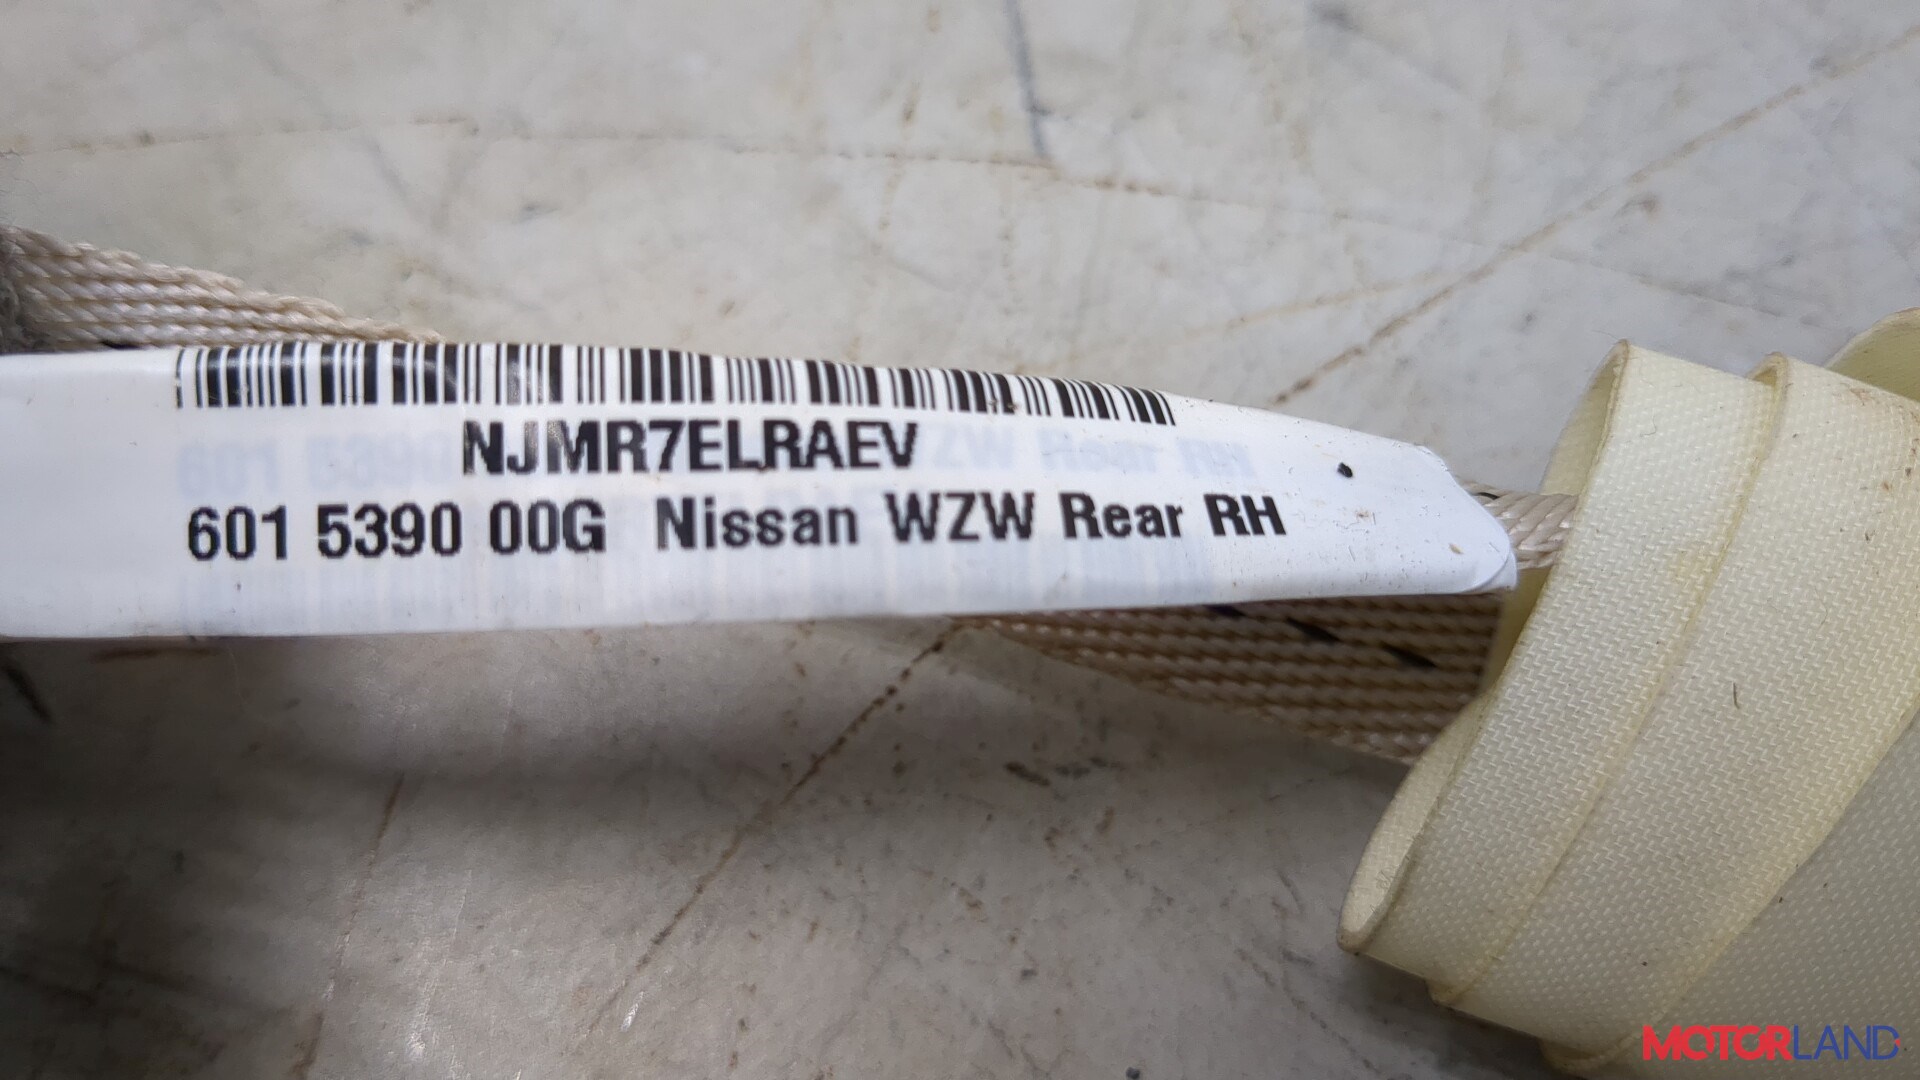 NJMR7ELRAEV
601 5390 00G Nissan WZW Rear RH
MOTORLAND